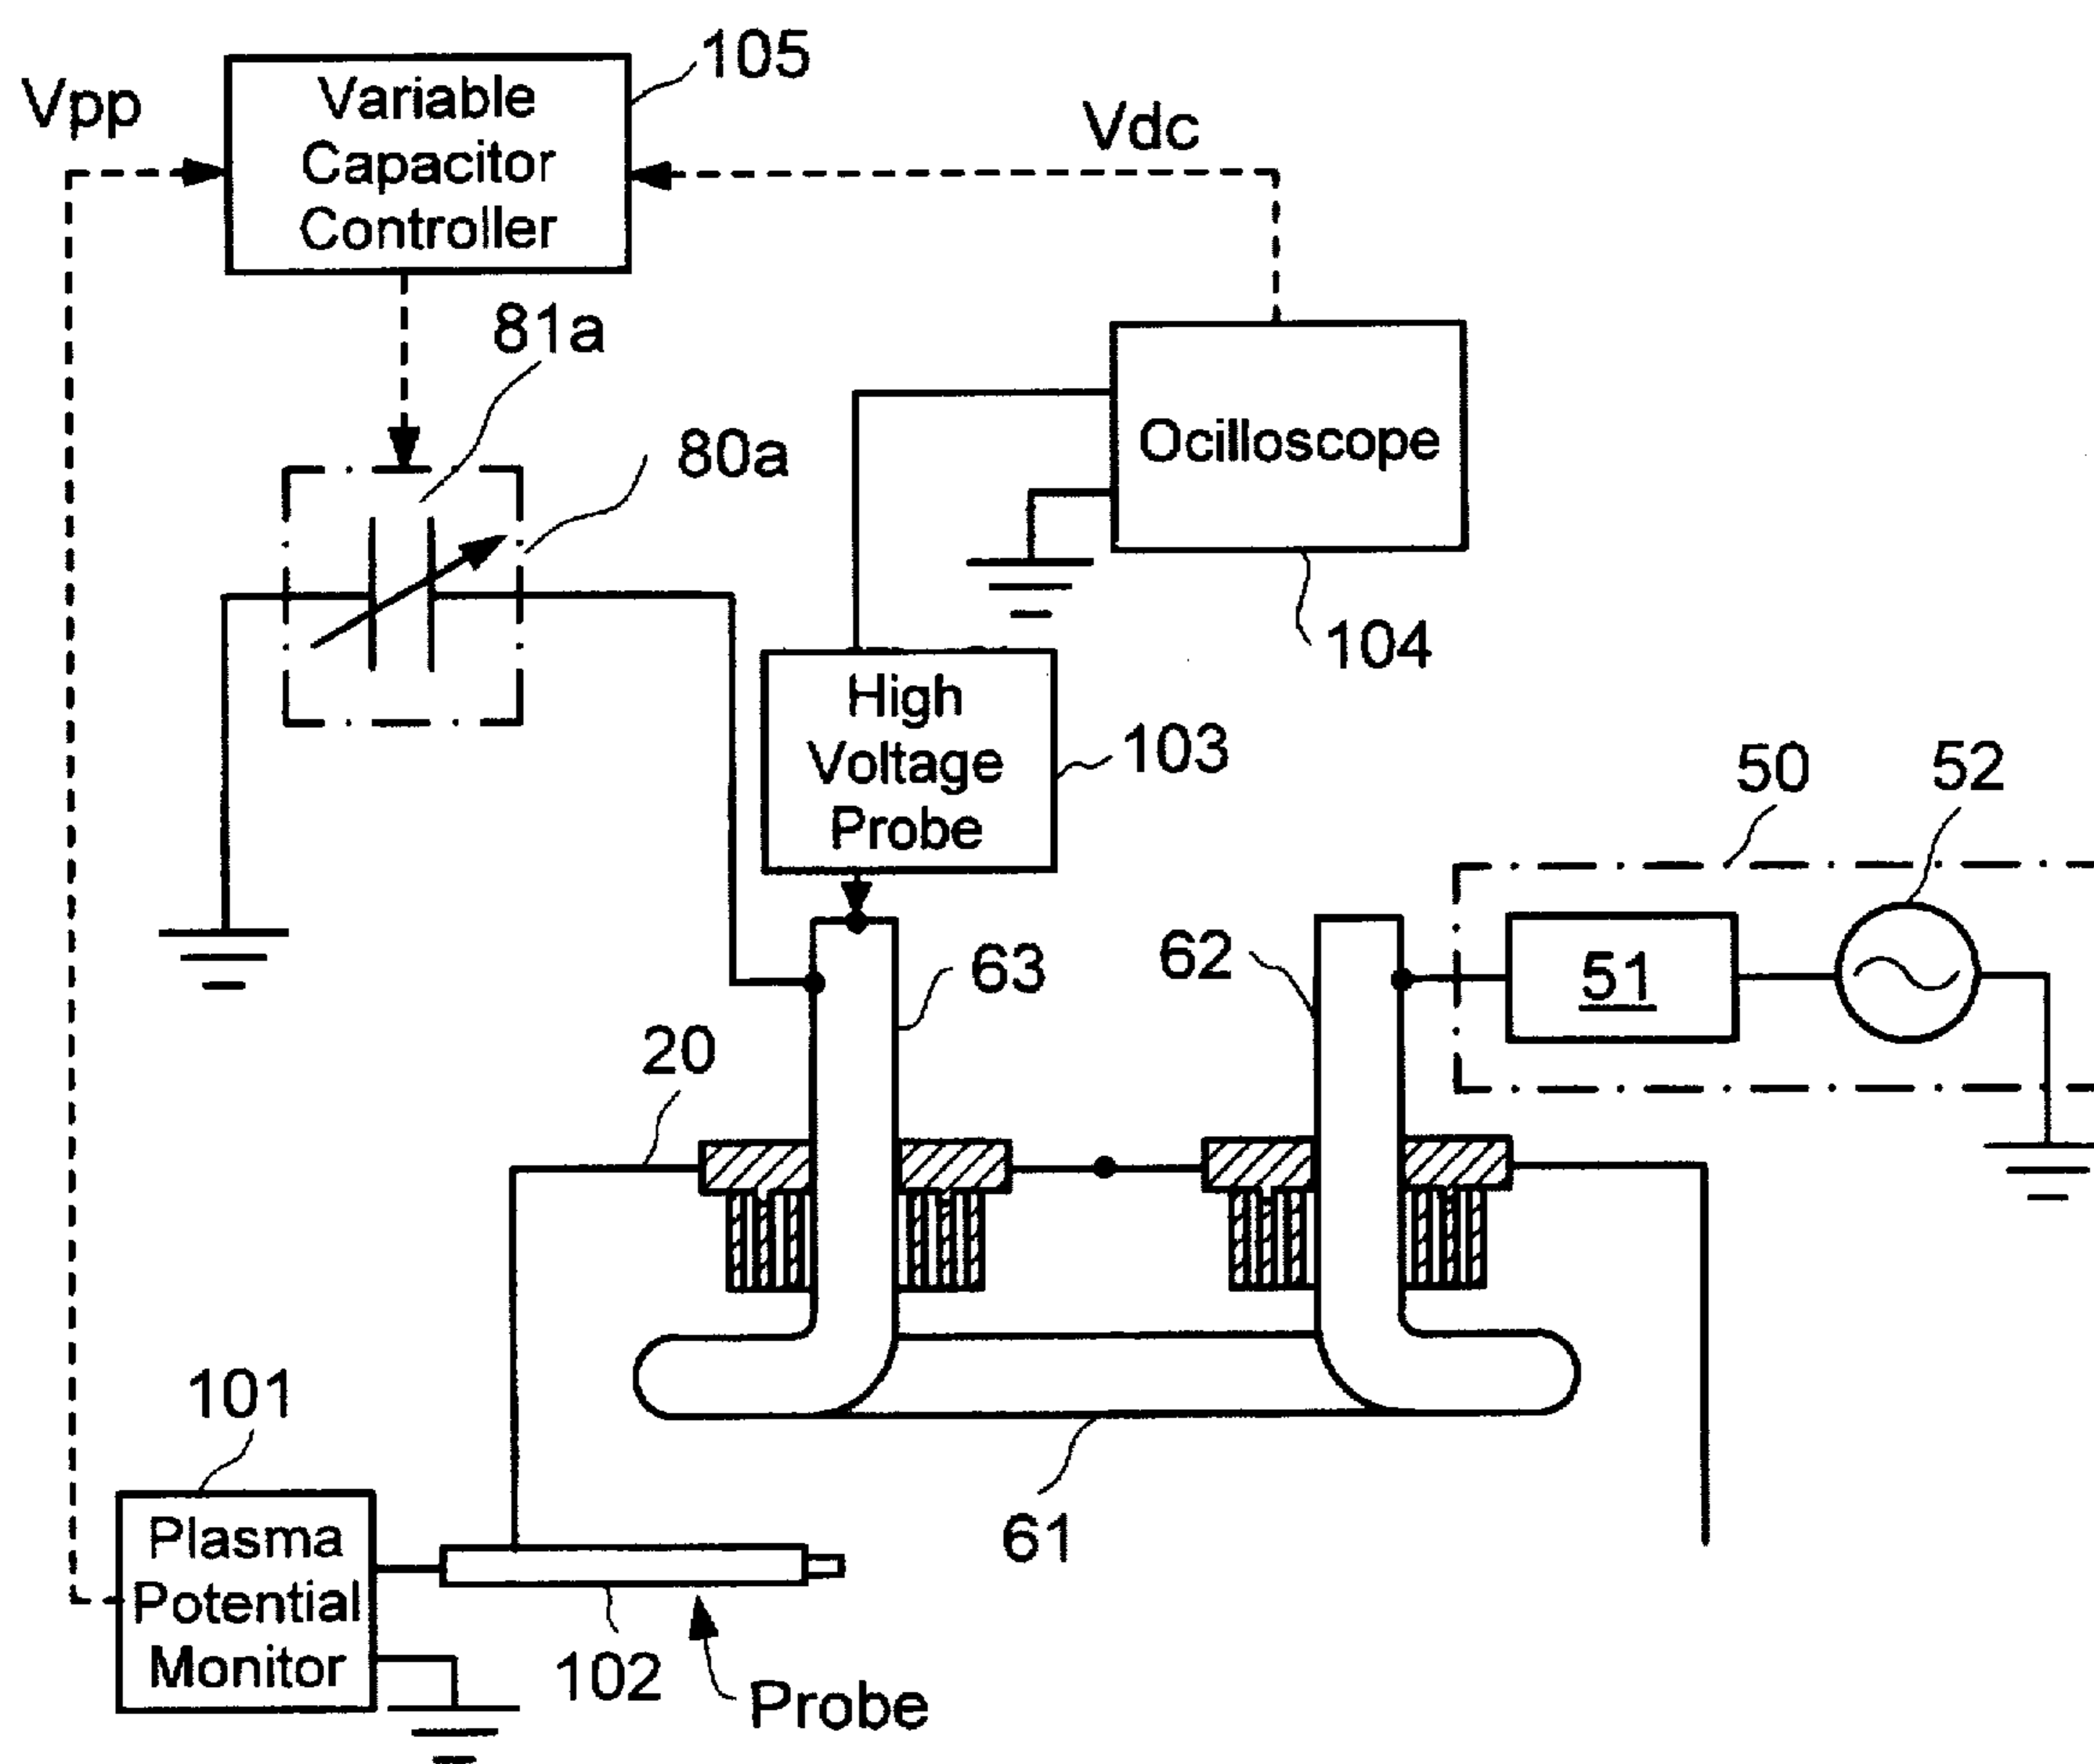 105
Vpp
Variable
Capacitor
Controller
Vdc
81a
80a
Ocilloscope
104
High
Voltage
Probe
103
50
52
51
63
62
20
101
61
Plasma
Potential
Monitor
102
Probe